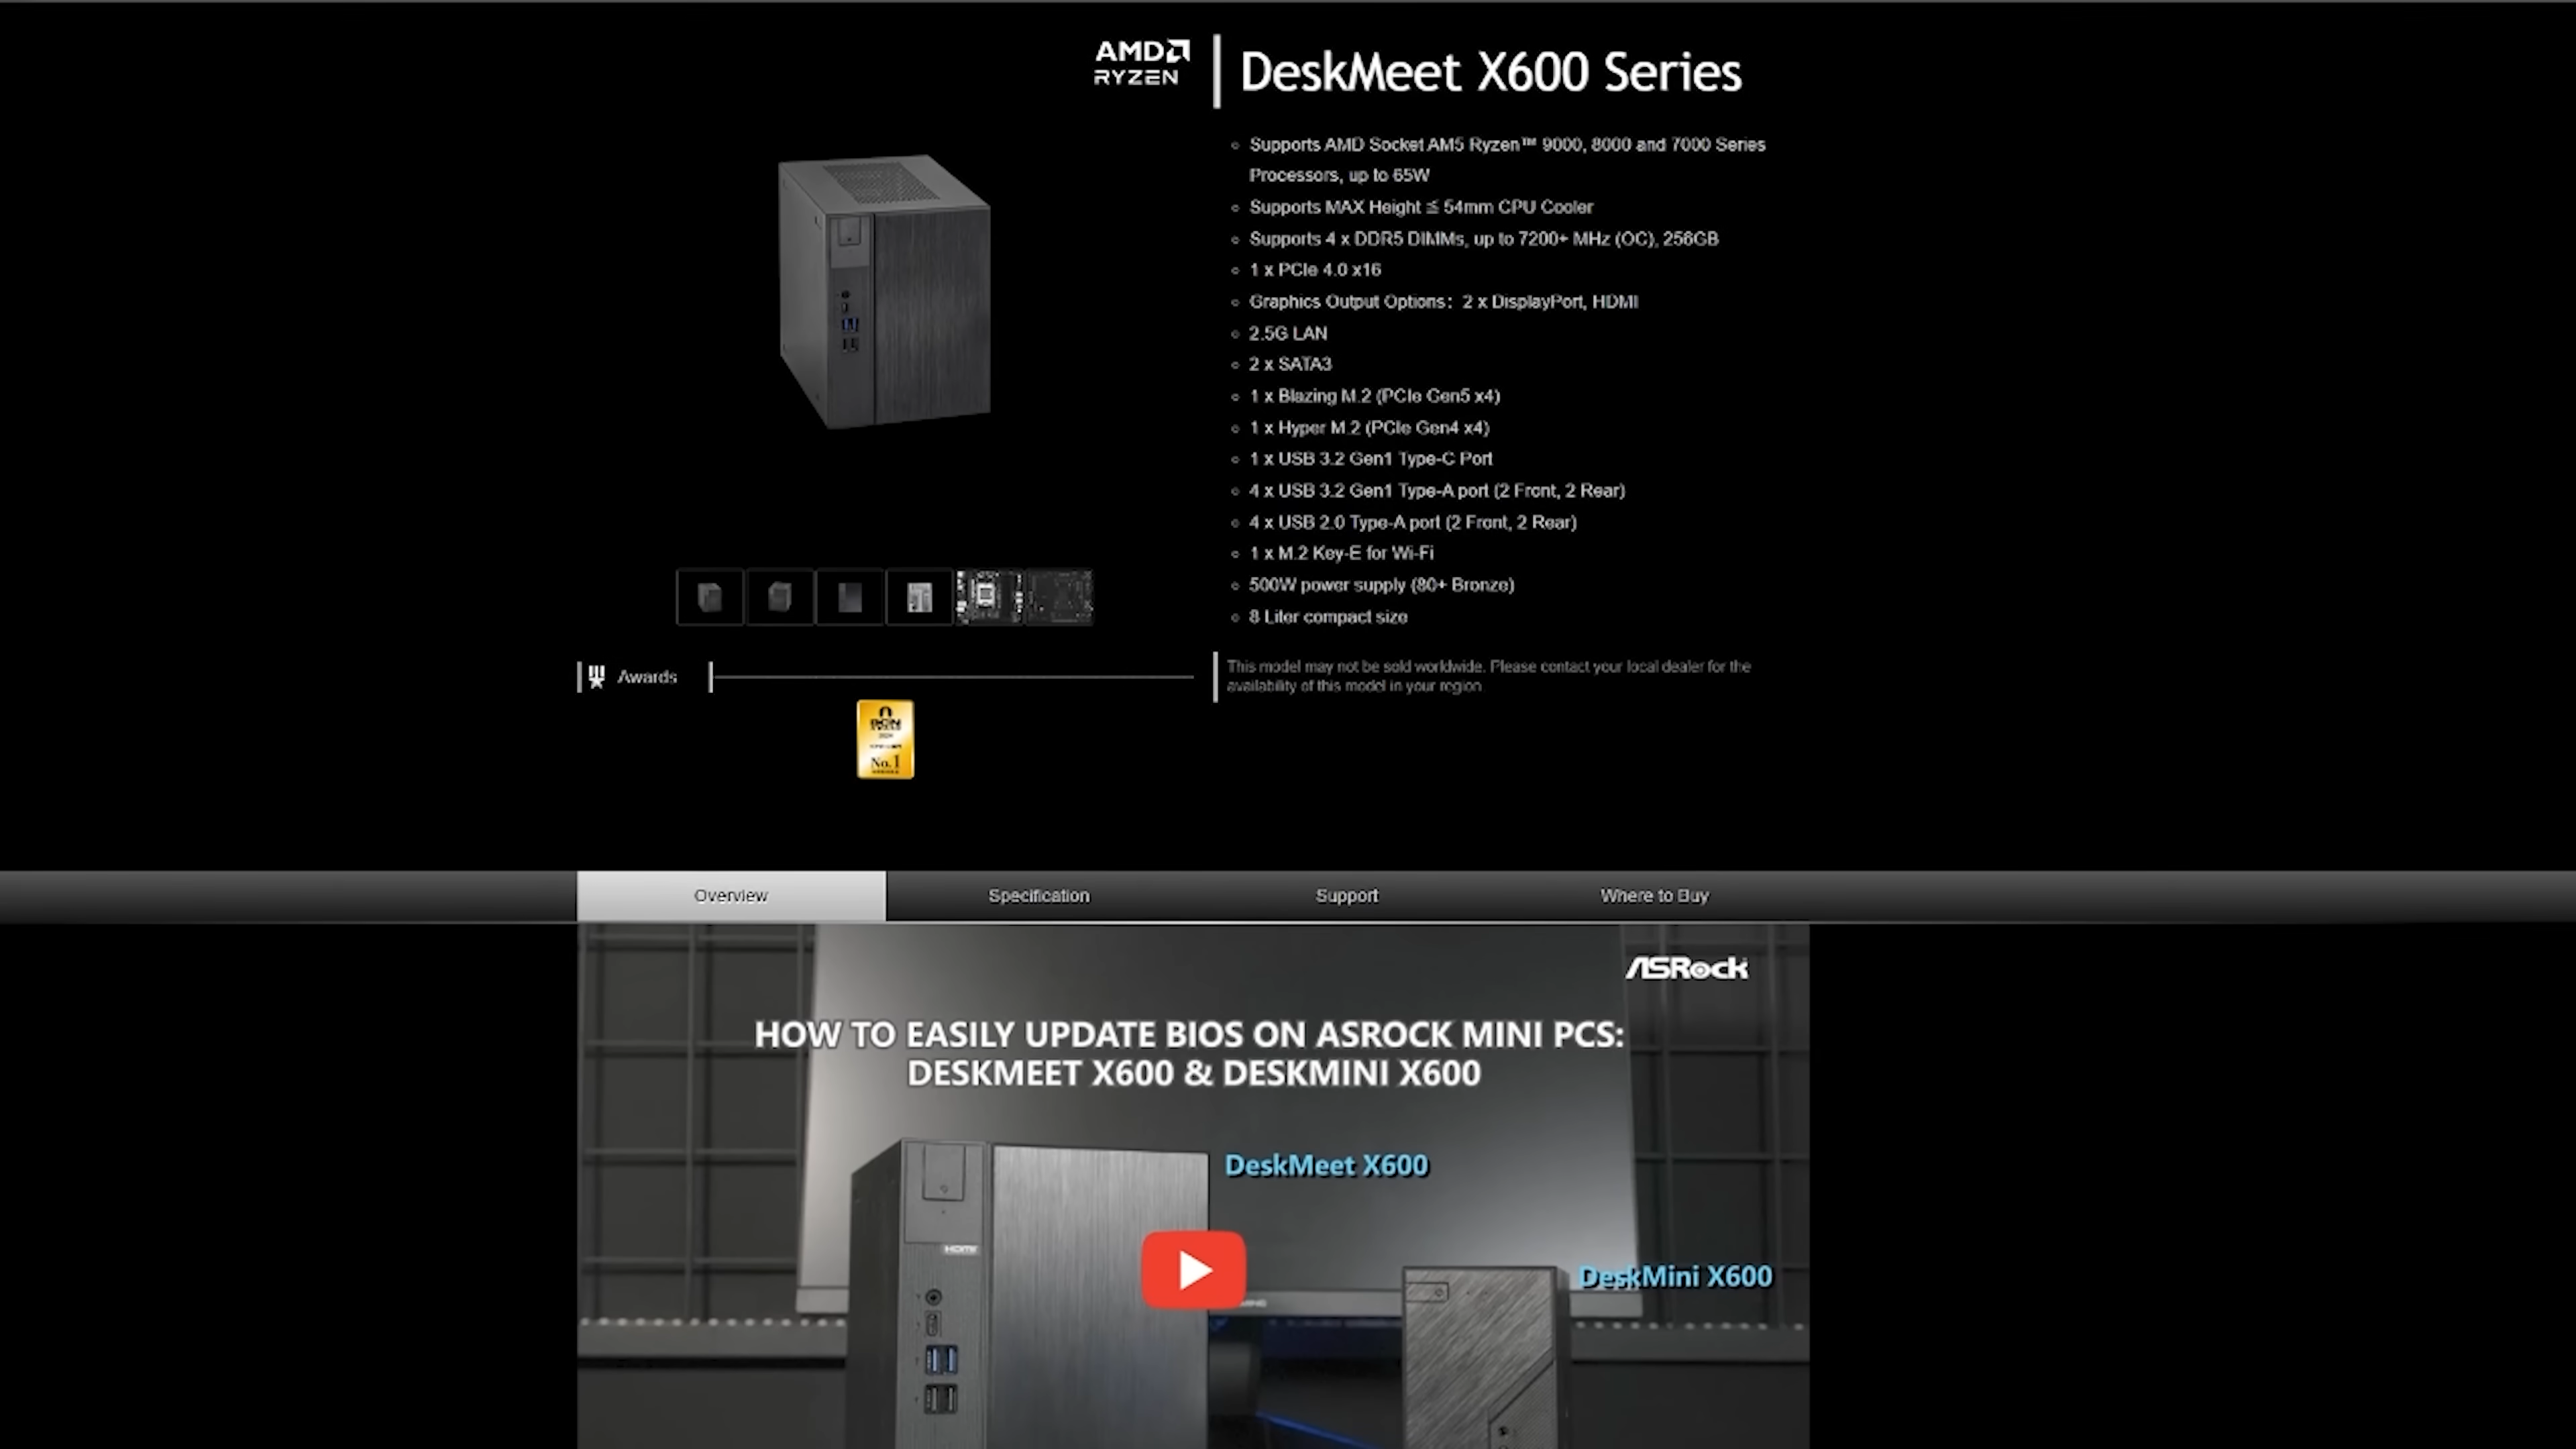 AMD
RYZEN
DeskMeet X600 Series
Supports AMD Socket AM5 Ryzen™ 9000, 8000 and 7000 Series
Processors, up to 65W
Supports MAX Height ≦ 54mm CPU Cooler
Supports 4 x DDR5 DIMMs, up to 7200+ MHz (OC), 256GB
1 x PCIe 4.0 x16
Graphics Output Options: 2 x DisplayPort, HDMI
2.5G LAN
2 x SATA3
1 x Blazing M.2 (PCIe Gen5 x4)
1 x Hyper M.2 (PCIe Gen4 x4)
1 x USB 3.2 Gen1 Type-C Port
4 x USB 3.2 Gen1 Type-A port (2 Front, 2 Rear)
4 x USB 2.0 Type-A port (2 Front, 2 Rear)
1 x M.2 Key-E for Wi-Fi
500W power supply (80+ Bronze)
8 Liter compact size
This model may not be sold worldwide. Please contact your local dealer for the
availability of this model in your region
Awards
BCN
No.1
Overview
Specification
Support
Where to Buy
ASRock
HOW TO EASILY UPDATE BIOS ON ASROCK MINI PCS:
DESKMEET X600 & DESKMINI X600
DeskMeet X600
HDMI
DeskMini X600